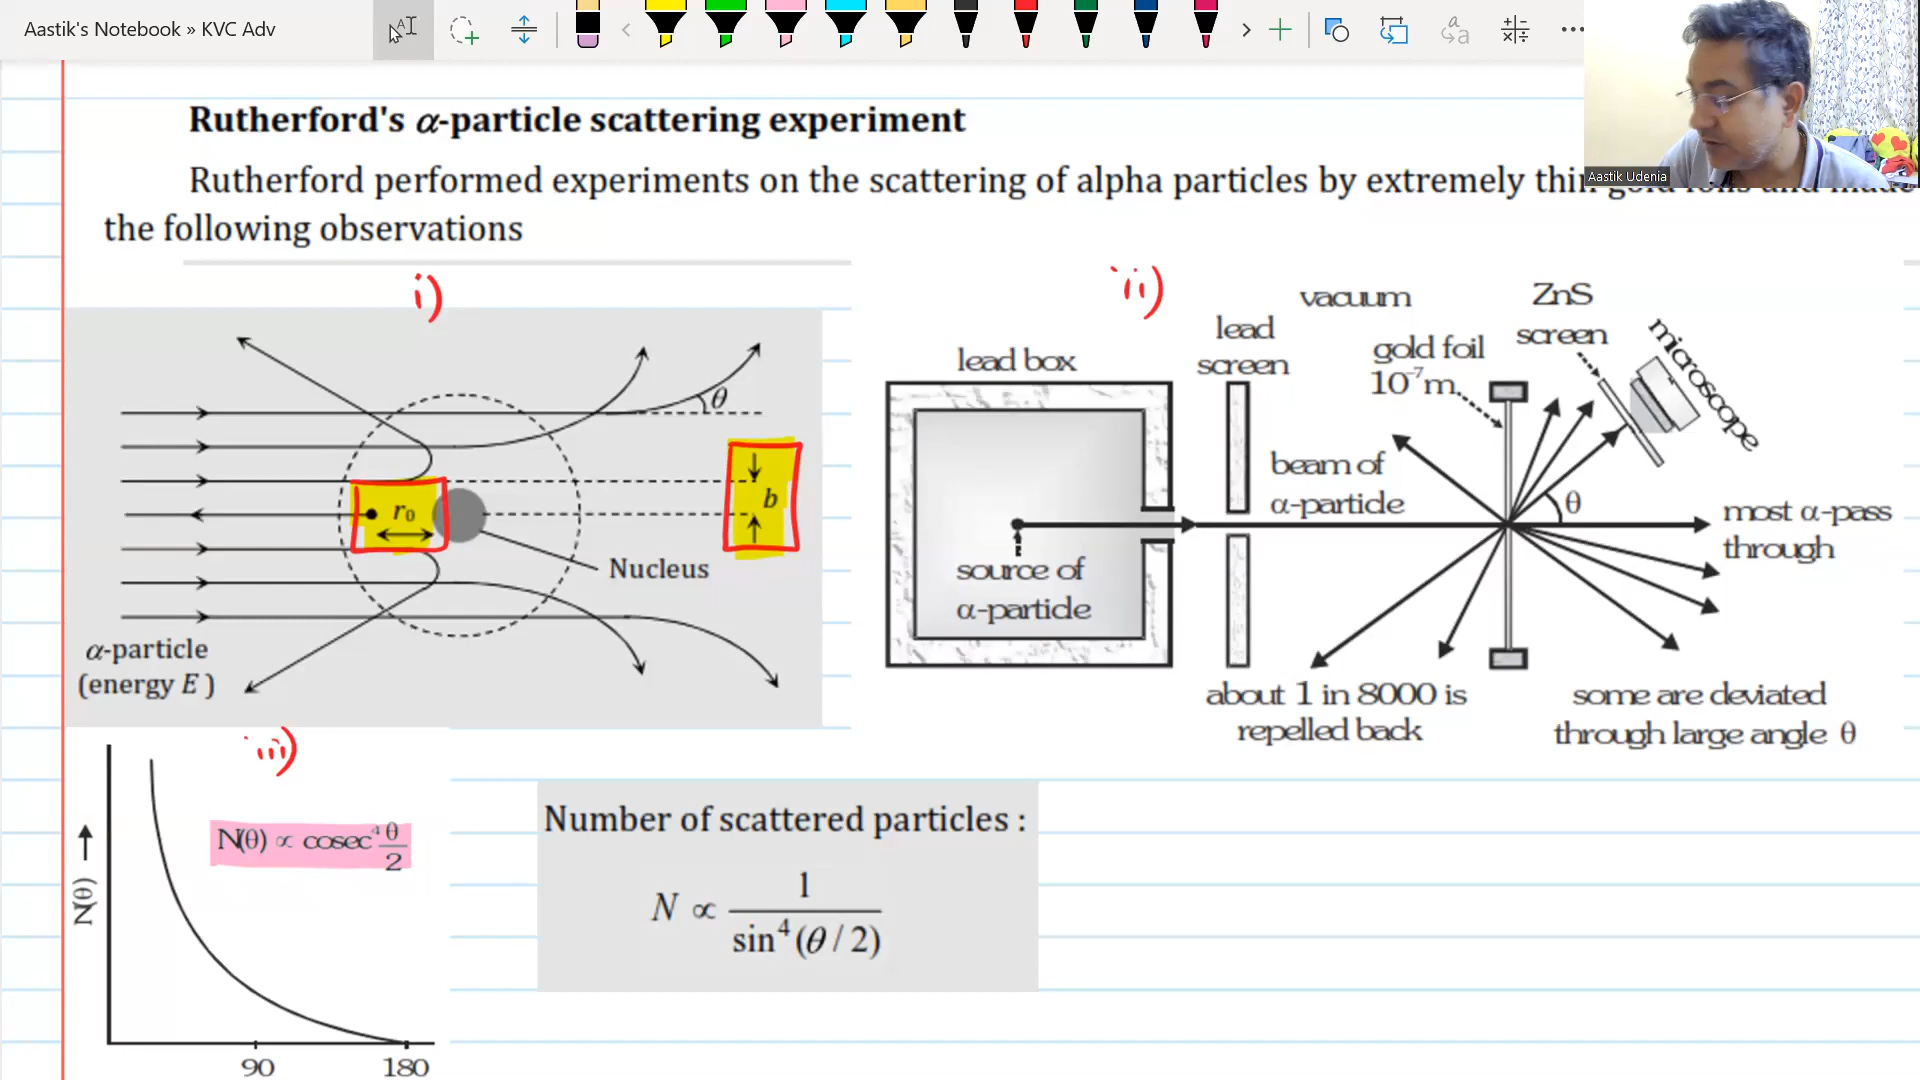 Aastik's Notebook » KVC Adv
Aastik Udenia
Rutherford's α-particle scattering experiment
Rutherford performed experiments on the scattering of alpha particles by extremely thin
the following observations
i)
θ
r₀
b
Nucleus
α-particle
(energy E )
ii)
vacuum
ZnS
screen
microscope
lead
screen
lead box
gold foil
10⁻⁷m.
beam of
α-particle
θ
source of
α-particle
most α-pass
through
about 1 in 8000 is
repelled back
some are deviated
through large angle θ
iii)
N(θ) ∝ cosec⁴ θ/2
N(θ)
90
180
Number of scattered particles :
N ∝ 1 / sin⁴ (θ / 2)